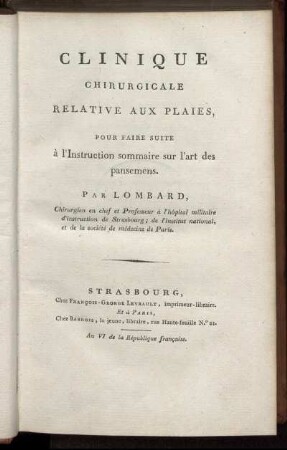 CLINIQUE
CHIRURGICALE
RELATIVE AUX PLAIES,
POUR FAIRE SUITE
à l'Instruction sommaire sur l'art des
pansemens.
PAR LOMBARD,
Chirurgien en chef et Professeur à l'hôpital militaire
d'instruction de Strasbourg; de l'institut national,
et de la société de médecine de Paris.
STRASBOURG,
Chez FRANÇOIS-GEORGE LEVRAULT, imprimeur-libraire.
Et à PARIS,
Chez BARROIS, le jeune, libraire, rue Haute-feuille N.º 22.
An VI de la République française.